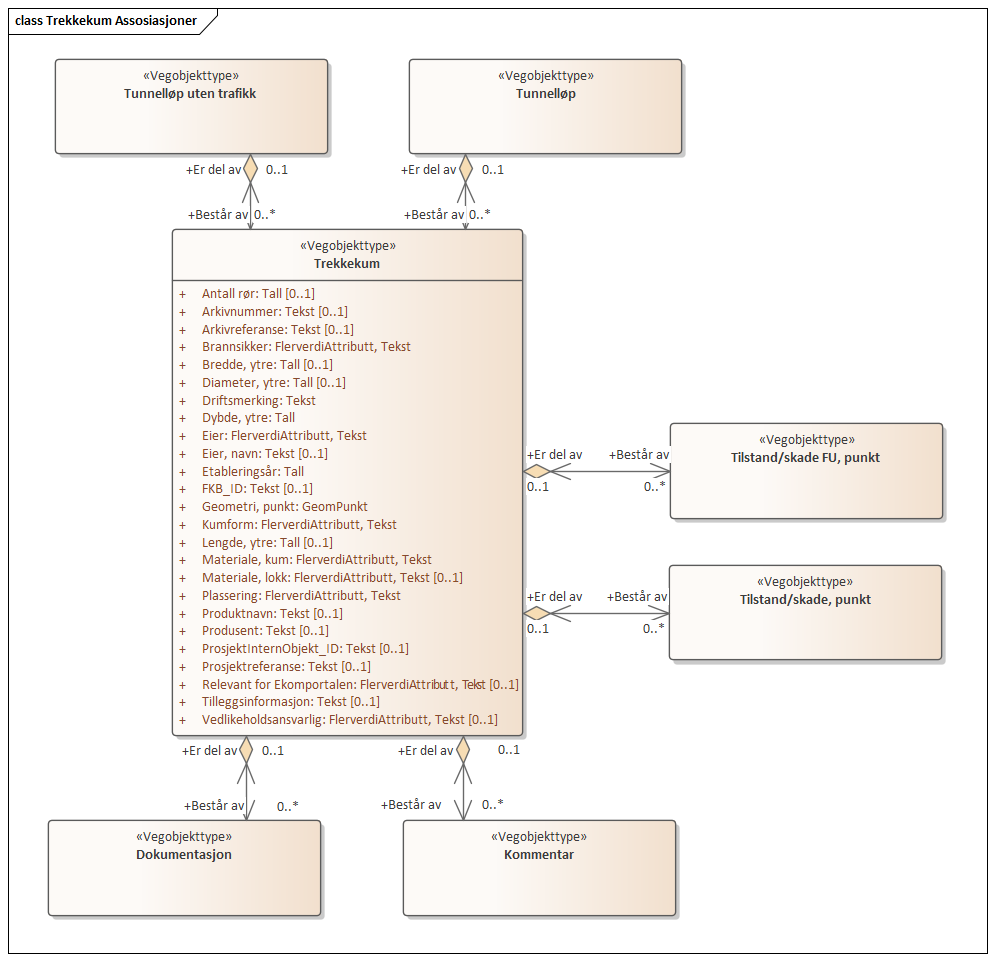 class Trekkekum Assosiasjoner
«Vegobjekttype»
Tunnelløp uten trafikk
«Vegobjekttype»
Tunnelløp
+Er del av 0..1
+Er del av 0..1
+Består av 0..*
+Består av 0..*
«Vegobjekttype»
Trekkekum
+ Antall rør: Tall [0..1]
+ Arkivnummer: Tekst [0..1]
+ Arkivreferanse: Tekst [0..1]
+ Brannsikker: FlerverdiAttributt, Tekst
+ Bredde, ytre: Tall [0..1]
+ Diameter, ytre: Tall [0..1]
+ Driftsmerking: Tekst
+ Dybde, ytre: Tall
+ Eier: FlerverdiAttributt, Tekst
+ Eier, navn: Tekst [0..1]
+ Etableringsår: Tall
+ FKB_ID: Tekst [0..1]
+ Geometri, punkt: GeomPunkt
+ Kumform: FlerverdiAttributt, Tekst
+ Lengde, ytre: Tall [0..1]
+ Materiale, kum: FlerverdiAttributt, Tekst
+ Materiale, lokk: FlerverdiAttributt, Tekst [0..1]
+ Plassering: FlerverdiAttributt, Tekst
+ Produktnavn: Tekst [0..1]
+ Produsent: Tekst [0..1]
+ ProsjektInternObjekt_ID: Tekst [0..1]
+ Prosjektreferanse: Tekst [0..1]
+ Relevant for Ekomportalen: FlerverdiAttributt, Tekst [0..1]
+ Tilleggsinformasjon: Tekst [0..1]
+ Vedlikeholdsansvarlig: FlerverdiAttributt, Tekst [0..1]
+Er del av +Består av
0..1 0..*
«Vegobjekttype»
Tilstand/skade FU, punkt
+Er del av +Består av
0..1 0..*
«Vegobjekttype»
Tilstand/skade, punkt
+Er del av 0..1
+Er del av 0..1
+Består av 0..*
+Består av 0..*
«Vegobjekttype»
Dokumentasjon
«Vegobjekttype»
Kommentar